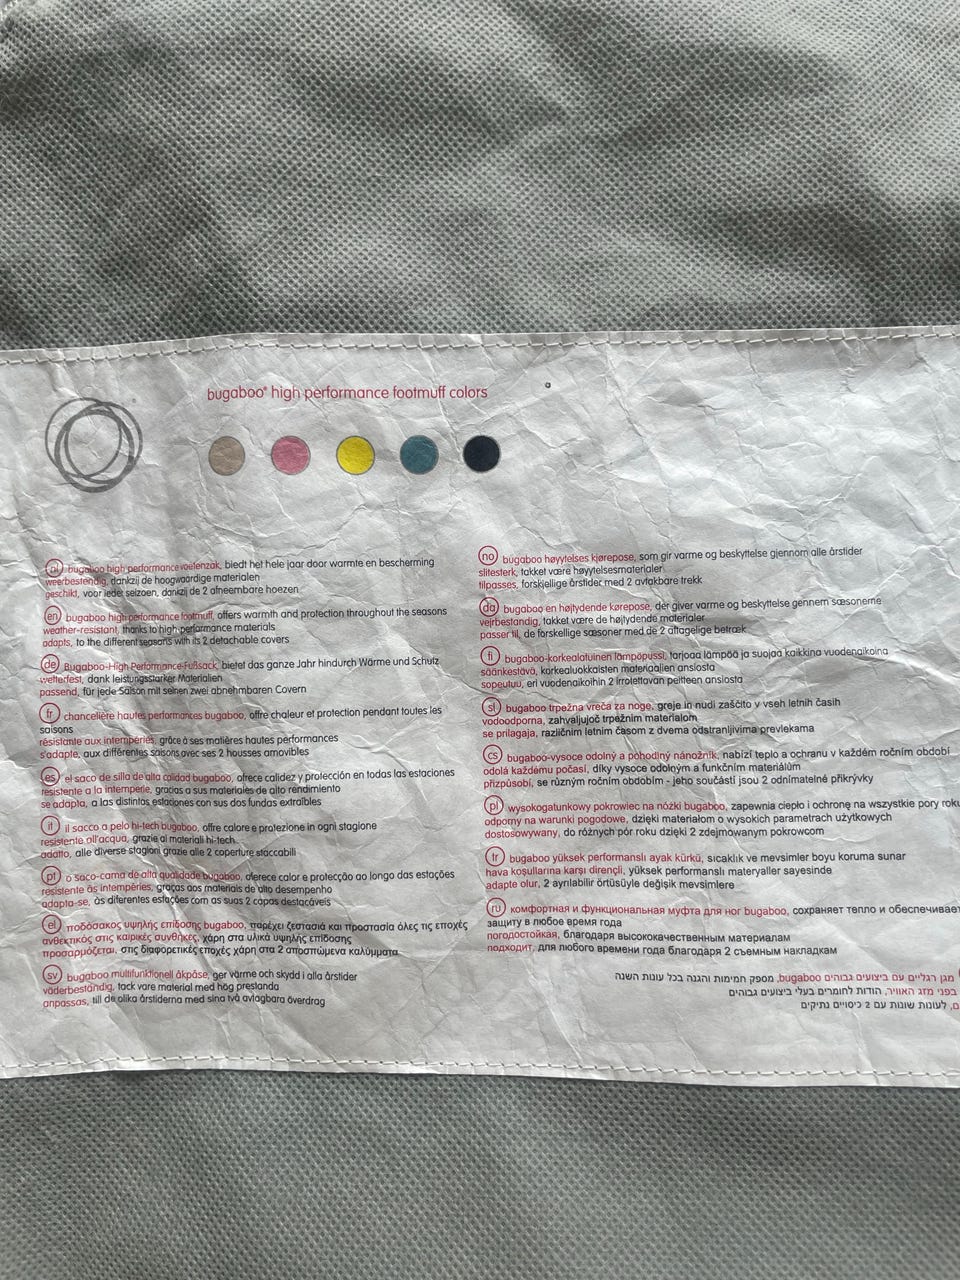 bugaboo® high performance footmuff colors
nl bugaboo high performance voetenzak, biedt het hele jaar door warmte en bescherming
weerbestendig, dankzij de hoogwaardige materialen
geschikt, voor ieder seizoen, dankzij de 2 afneembare hoezen
en bugaboo high performance footmuff, offers warmth and protection throughout the seasons
weather-resistant, thanks to high performance materials
adapts, to the different seasons with its 2 detachable covers
de Bugaboo-High Performance-Fußsack, bietet das ganze Jahr hindurch Wärme und Schutz
wetterfest, dank leistungsstarker Materialien
passend, für jede Saison mit seinen zwei abnehmbaren Covern
fr chancelière hautes performances bugaboo, offre chaleur et protection pendant toutes les
saisons
résistante aux intempéries, grâce à ses matières hautes performances
s'adapte, aux différentes saisons avec ses 2 housses amovibles
es el saco de silla de alta calidad bugaboo, ofrece calidez y protección en todas las estaciones
resistente a la intemperie, gracias a sus materiales de alto rendimiento
se adapta, a las distintas estaciones con sus dos fundas extraíbles
it il sacco a pelo hi-tech bugaboo, offre calore e protezione in ogni stagione
resistente all'acqua, grazie ai materiali hi-tech
adatto, alle diverse stagioni grazie alle 2 coperture staccabili
pt o saco-cama de alta qualidade bugaboo, oferece calor e protecção ao longo das estações
resistente às intempéries, graças aos materiais de alto desempenho
adapta-se, às diferentes estações com as suas 2 capas destacáveis
el ποδόσακος υψηλής επίδοσης bugaboo, παρέχει ζεστασιά και προστασία όλες τις εποχές
ανθεκτικός στις καιρικές συνθήκες, χάρη στα υλικά υψηλής επίδοσης
προσαρμόζεται, στις διαφορετικές εποχές χάρη στα 2 αποσπώμενα καλύμματα
sv bugaboo multifunktionell åkpåse, ger värme och skydd i alla årstider
väderbeständig, tack vare material med hög prestanda
anpassas, till de olika årstiderna med sina två avtagbara överdrag
no bugaboo høyytelses kjørepose, som gir varme og beskyttelse gjennom alle årstider
slitesterk, takket være høyytelsesmaterialer
tilpasses, forskjellige årstider med 2 avtakbare trekk
da bugaboo en højtydende kørepose, der giver varme og beskyttelse gennem sæsonerne
vejrbestandig, takket være de højtydende materialer
passer til, de forskellige sæsoner med de 2 aftagelige betræk
fi bugaboo-korkealatuinen lämpöpussi, tarjoaa lämpöä ja suojaa kaikkina vuodenaikoina
säänkestävä, korkealuokkaisten materiaalien ansiosta
sopeutuu, eri vuodenaikoihin 2 irrotettavan peitteen ansiosta
sl bugaboo trpežna vreča za noge, greje in nudi zaščito v vseh letnih časih
vodoodporna, zahvaljujoč trpežnim materialom
se prilagaja, različnim letnim časom z dvema odstranljivima prevlekama
cs bugaboo-vysoce odolný a pohodlný nánožník, nabízí teplo a ochranu v každém ročním období
odolá každému počasí, díky vysoce odolným a funkčním materiálům
přizpůsobí, se různým ročním obdobím - jeho součástí jsou 2 odnímatelné přikrývky
pl wysokogatunkowy pokrowiec na nóżki bugaboo, zapewnia ciepło i ochronę na wszystkie pory roku
odporny na warunki pogodowe, dzięki materiałom o wysokich parametrach użytkowych
dostosowywany, do różnych pór roku dzięki 2 zdejmowanym pokrowcom
tr bugaboo yüksek performanslı ayak kürkü, sıcaklık ve mevsimler boyu koruma sunar
hava koşullarına karşı dirençli, yüksek performanslı materyaller sayesinde
adapte olur, 2 ayrılabilir örtüsüyle değişik mevsimlere
ru комфортная и функциональная муфта для ног bugaboo, сохраняет тепло и обеспечивает
защиту в любое время года
погодостойкая, благодаря высококачественным материалам
подходит, для любого времени года благодаря 2 съемным накладкам
מגן רגליים עם ביצועים גבוהים bugaboo, מספק חמימות והגנה בכל עונות השנה
בפני מזג האוויר, הודות לחומרים בעלי ביצועים גבוהים
לעונות שונות עם 2 כיסויים נתיקים